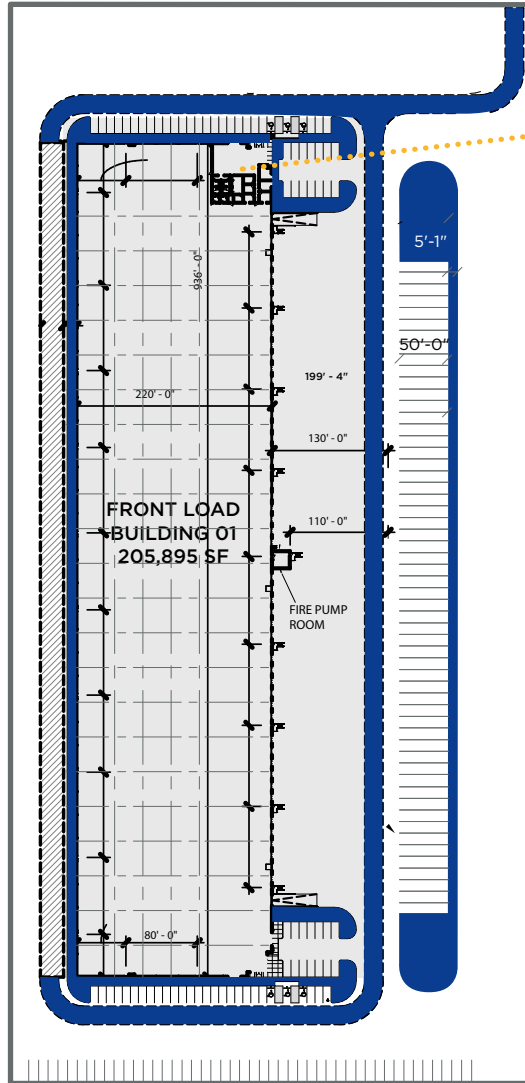 5'-1"
936' - 0"
50'-0"
199' - 4"
220' - 0"
130' - 0"
FRONT LOAD
BUILDING 01
205,895 SF
110' - 0"
FIRE PUMP
ROOM
80' - 0"